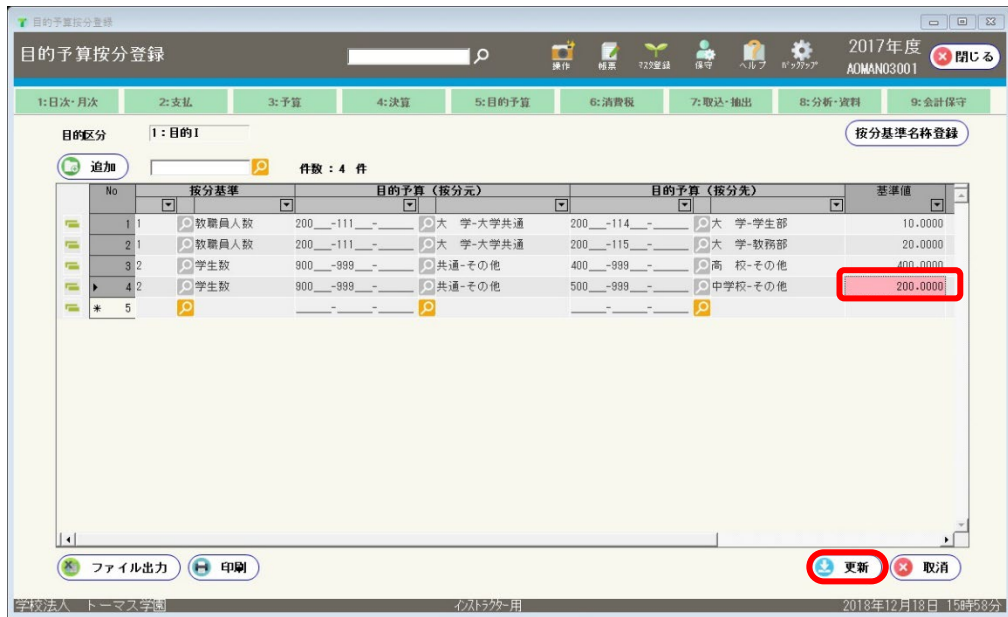 目的予算按分登録
目的予算按分登録 操作 帳票 マスタ登録 保守 ヘルプ バックアップ 2017年度 AOMAN03001 閉じる
1:日次・月次 2:支払 3:予算 4:決算 5:目的予算 6:消費税 7:取込・抽出 8:分析・資料 9:会計保守
目的区分 1:目的I 按分基準名称登録
追加 件数:4 件
No 按分基準 目的予算(按分元) 目的予算(按分先) 基準値
1 1 教職員人数 200___-111___-______ 大 学-大学共通 200___-114___-______ 大 学-学生部 10.0000
2 1 教職員人数 200___-111___-______ 大 学-大学共通 200___-115___-______ 大 学-教務部 20.0000
3 2 学生数 900___-999___-______ 共通-その他 400___-999___-______ 高 校-その他 400.0000
4 2 学生数 900___-999___-______ 共通-その他 500___-999___-______ 中学校-その他 200.0000
* 5 ______-______-______ ______-______-______
ファイル出力 印刷 更新 取消
学校法人 トーマス学園 インストラクター用 2018年12月18日 15時58分